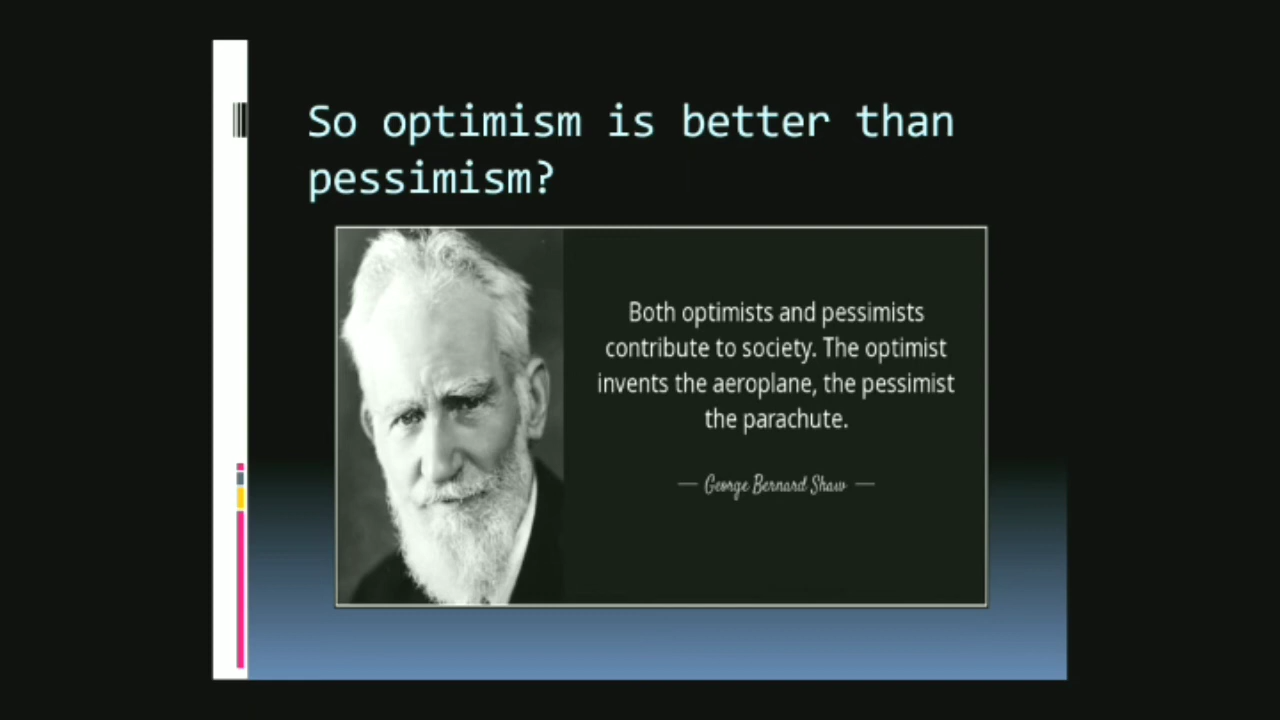 So optimism is better than
pessimism?
Both optimists and pessimists
contribute to society. The optimist
invents the aeroplane, the pessimist
the parachute.
— George Bernard Shaw —